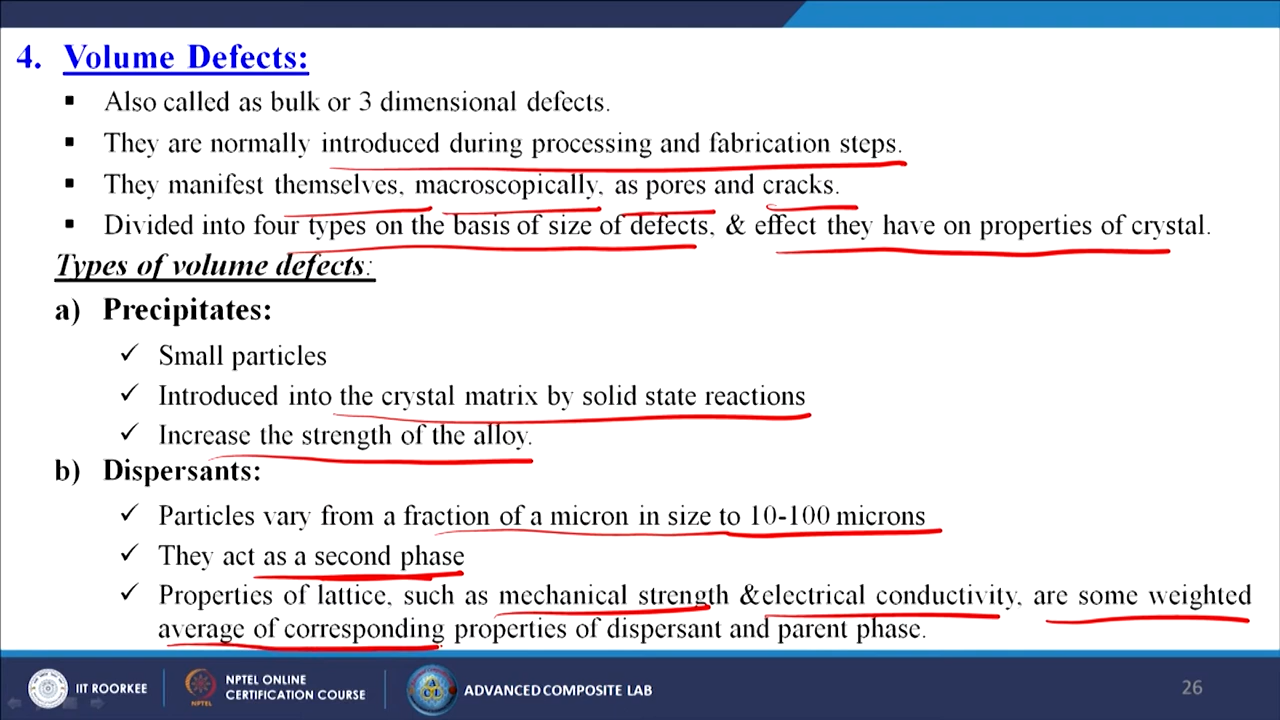 4. Volume Defects:
▪ Also called as bulk or 3 dimensional defects.
▪ They are normally introduced during processing and fabrication steps.
▪ They manifest themselves, macroscopically, as pores and cracks.
▪ Divided into four types on the basis of size of defects, & effect they have on properties of crystal.
Types of volume defects:
a) Precipitates:
✓ Small particles
✓ Introduced into the crystal matrix by solid state reactions
✓ Increase the strength of the alloy.
b) Dispersants:
✓ Particles vary from a fraction of a micron in size to 10-100 microns
✓ They act as a second phase
✓ Properties of lattice, such as mechanical strength &electrical conductivity, are some weighted
average of corresponding properties of dispersant and parent phase.
IIT ROORKEE
NPTEL
NPTEL ONLINE
CERTIFICATION COURSE
ACL
ADVANCED COMPOSITE LAB
26